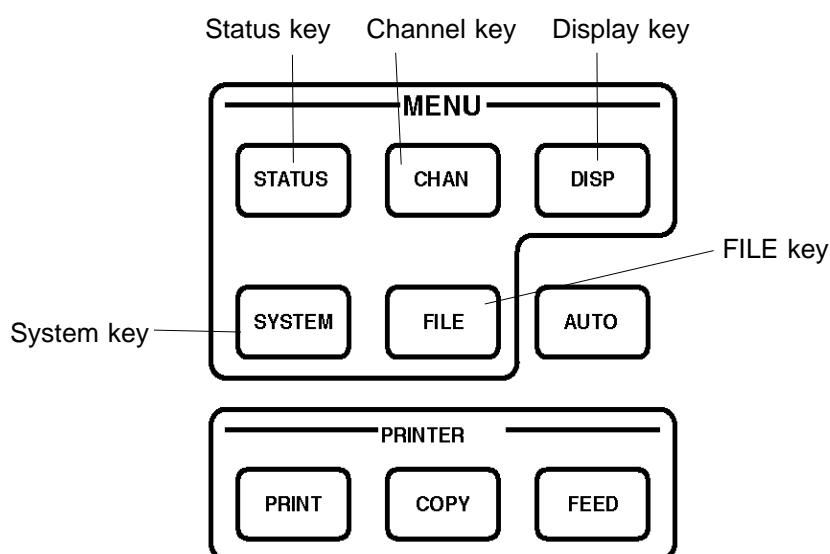 Status key Channel key Display key
MENU
STATUS CHAN DISP
FILE key
SYSTEM FILE AUTO
System key
PRINTER
PRINT COPY FEED